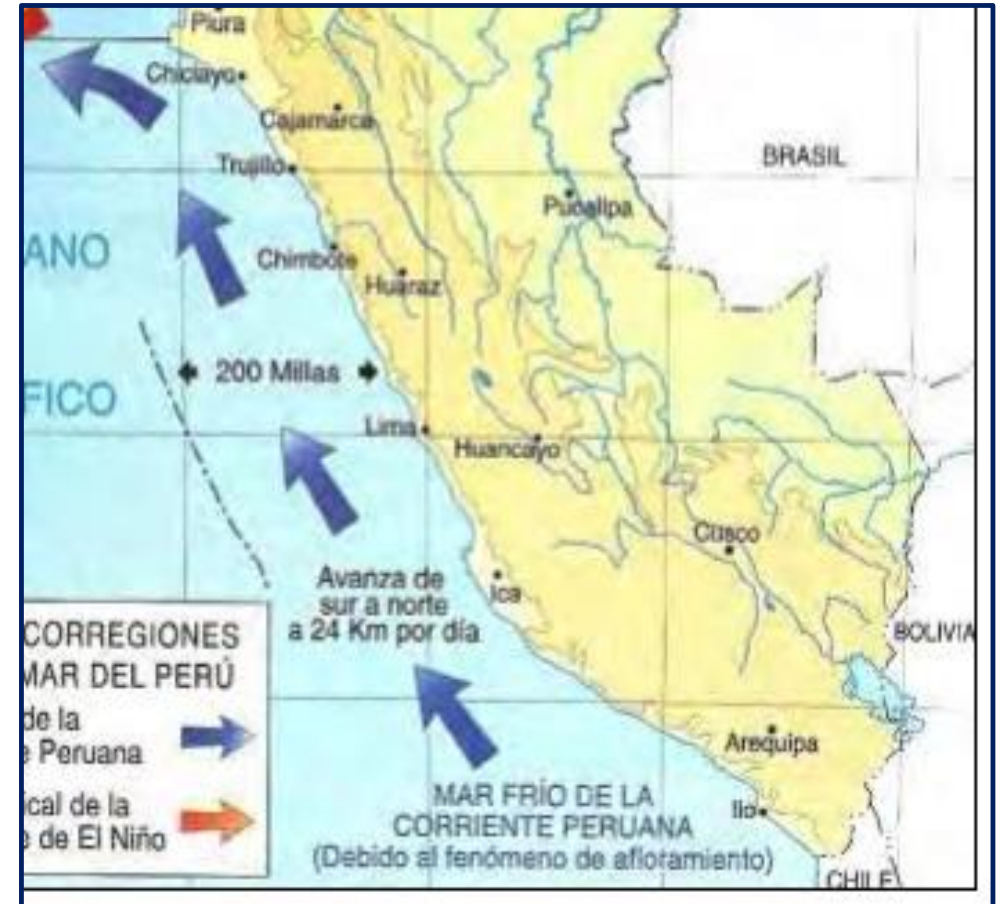 Piura
Chiclayo
Cajamarca
Trujillo
BRASIL
Pucallpa
ANO
Chimbote
Huaraz
200 Millas
FICO
Lima
Huancayo
Cusco
Avanza de
sur a norte
a 24 Km por día
Ica
CORREGIONES
MAR DEL PERÚ
de la
e Peruana
ical de la
e de El Niño
BOLIVIA
Arequipa
Ilo
MAR FRÍO DE LA
CORRIENTE PERUANA
(Debido al fenómeno de afloramiento)
CHILE